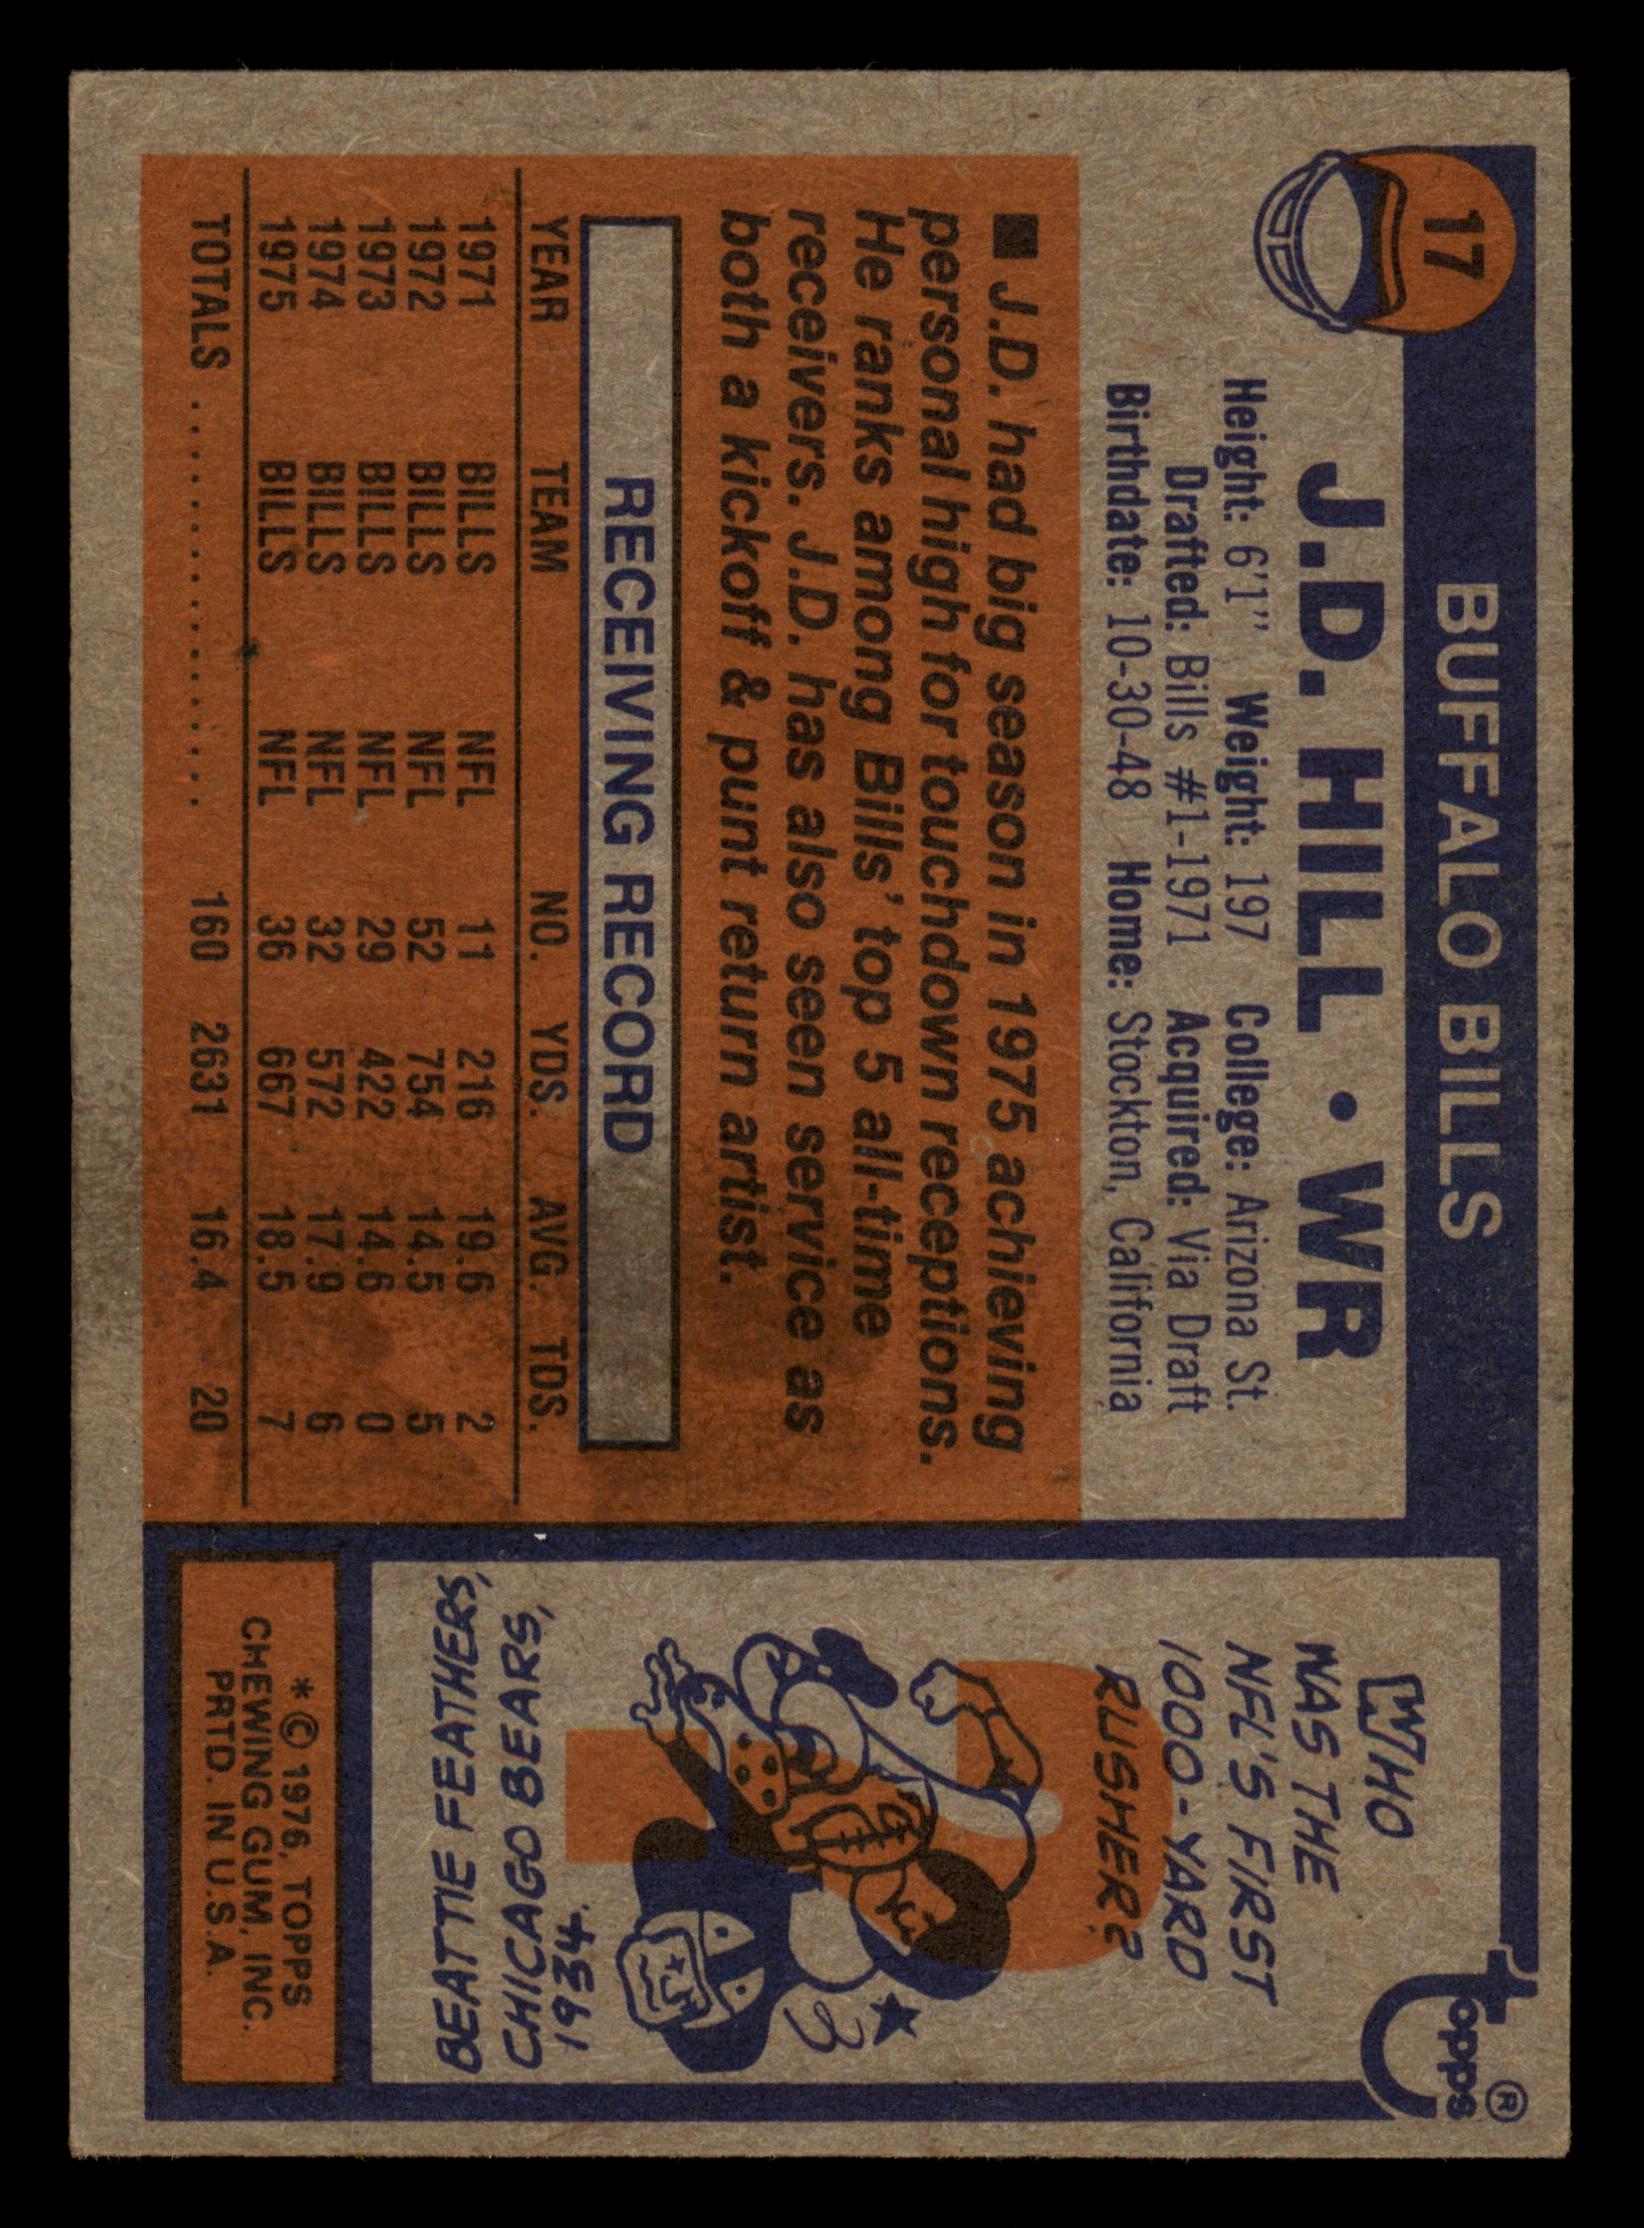 17
BUFFALO BILLS
J.D. HILL • WR
Height: 6'1" Weight: 197 College: Arizona St.
Drafted: Bills #1-1971 Acquired: Via Draft
Birthdate: 10-30-48 Home: Stockton, California
■ J.D. had big season in 1975 achieving
personal high for touchdown receptions.
He ranks among Bills' top 5 all-time
receivers. J.D. has also seen service as
both a kickoff & punt return artist.
RECEIVING RECORD
YEAR TEAM NO. YDS. AVG. TDS.
1971 BILLS NFL 11 216 19.6 2
1972 BILLS NFL 52 754 14.5 5
1973 BILLS NFL 29 422 14.6 0
1974 BILLS NFL 32 572 17.9 6
1975 BILLS NFL 36 667 18.5 7
TOTALS .................. 160 2631 16.4 20
topps®
WHO
WAS THE
NFL'S FIRST
1000-YARD
RUSHER?
?
3
BEATTIE FEATHERS,
CHICAGO BEARS,
1934.
* © 1976, TOPPS
CHEWING GUM, INC.
PRTD. IN U.S.A.